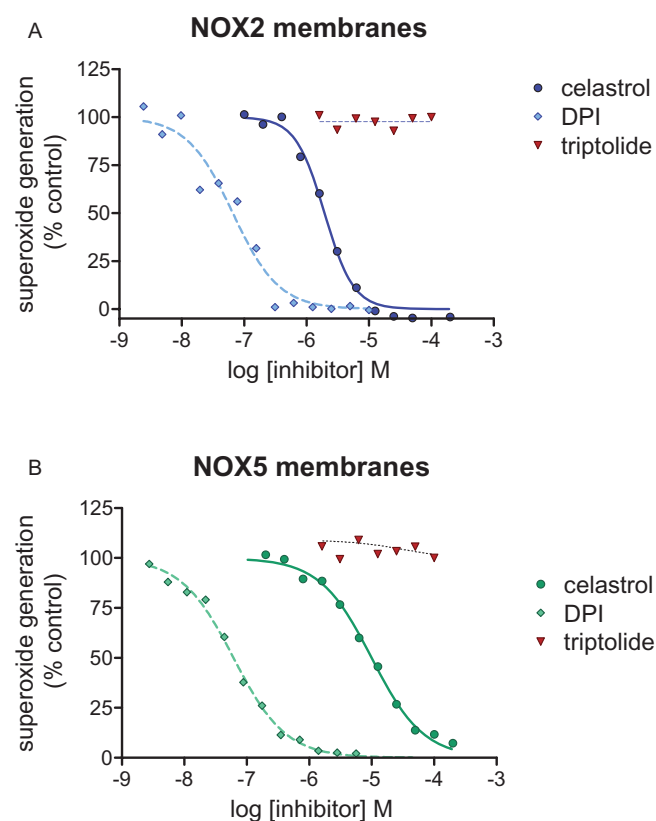 A
NOX2 membranes
superoxide generation
(% control)
125
100
75
50
25
0
-9
-8
-7
-6
-5
-4
-3
log [inhibitor] M
celastrol
DPI
triptolide
B
NOX5 membranes
superoxide generation
(% control)
125
100
75
50
25
0
-9
-8
-7
-6
-5
-4
-3
log [inhibitor] M
celastrol
DPI
triptolide